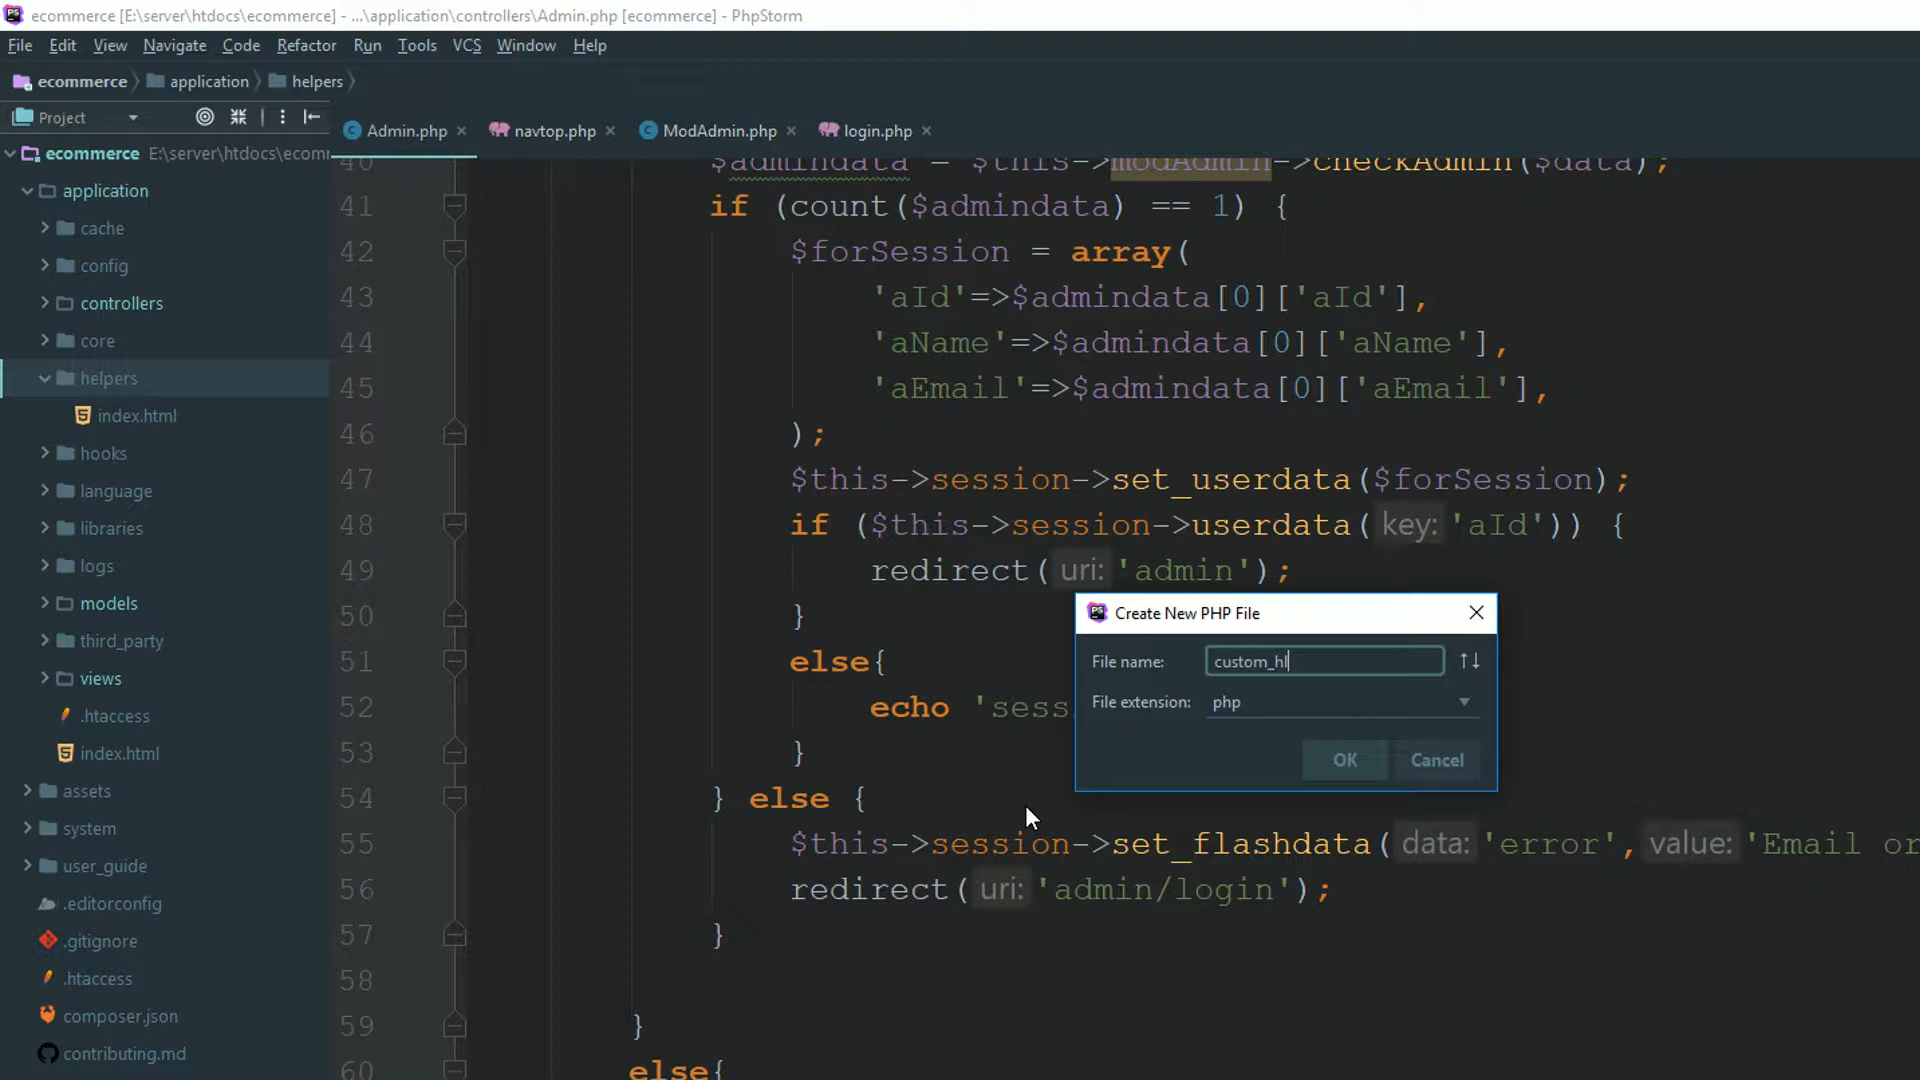 ecommerce [E:\server\htdocs\ecommerce] - ...\application\controllers\Admin.php [ecommerce] - PhpStorm
File Edit View Navigate Code Refactor Run Tools VCS Window Help
ecommerce application helpers
Project
Admin.php navtop.php ModAdmin.php login.php
ecommerce E:\server\htdocs\ecomm
application
cache
config
controllers
core
helpers
index.html
hooks
language
libraries
logs
models
third_party
views
.htaccess
index.html
assets
system
user_guide
.editorconfig
.gitignore
.htaccess
composer.json
contributing.md
40 $admindata = $this->modAdmin->checkAdmin($data);
41 if (count($admindata) == 1) {
42 $forSession = array(
43 'aId'=>$admindata[0]['aId'],
44 'aName'=>$admindata[0]['aName'],
45 'aEmail'=>$admindata[0]['aEmail'],
46 );
47 $this->session->set_userdata($forSession);
48 if ($this->session->userdata( key: 'aId')) {
49 redirect( uri: 'admin');
50 }
51 else{
52 echo 'sess
53 }
54 } else {
55 $this->session->set_flashdata( data: 'error', value: 'Email or
56 redirect( uri: 'admin/login');
57 }
58
59 }
60 else{
Create New PHP File
File name: custom_hl
File extension: php
OK Cancel